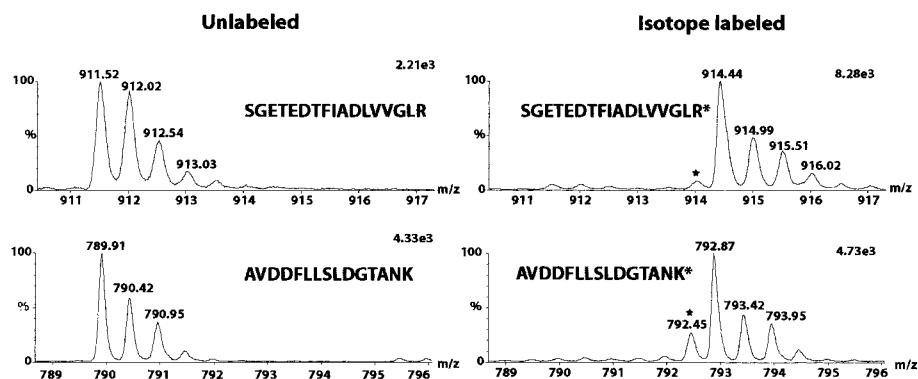 Unlabeled
Isotope labeled
2.21e3
100
%
0
911.52
912.02
912.54
913.03
SGETEDTFIADLVVGLR
911 912 913 914 915 916 917 m/z
8.28e3
100
%
0
914.44
914.99
915.51
916.02
SGETEDTFIADLVVGLR*
★
911 912 913 914 915 916 917 m/z
4.33e3
100
%
0
789.91
790.42
790.95
AVDDFLLSLDGTANK
789 790 791 792 793 794 795 796 m/z
4.73e3
100
%
0
792.87
★
792.45
793.42
793.95
AVDDFLLSLDGTANK*
789 790 791 792 793 794 795 796 m/z